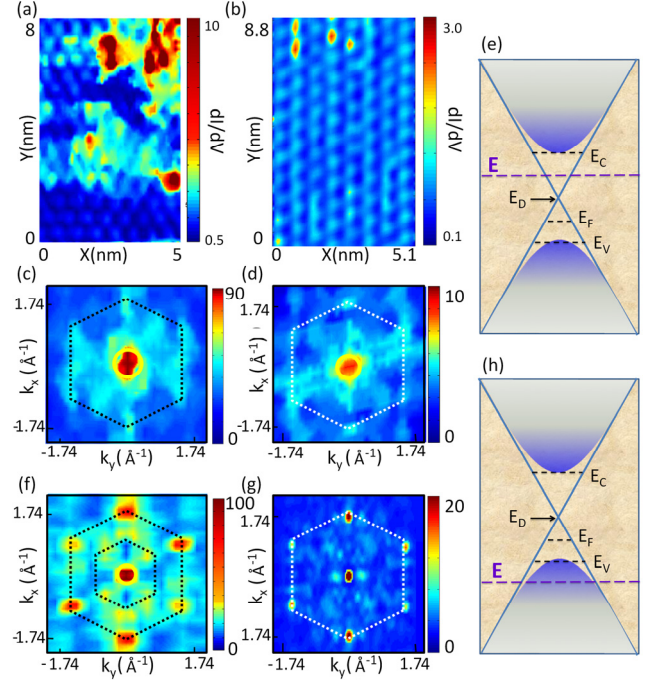 (a)
8
Y(nm)
0
0
X(nm)
5
10
dI/dV
0.5
(b)
8.8
Y(nm)
0
0
X(nm)
5.1
3.0
dI/dV
0.1
(e)
E_C
E
E_D
E_F
E_V
(c)
1.74
k_x (Å⁻¹)
-1.74
-1.74
k_y(Å⁻¹)
1.74
90
0
(d)
1.74
k_x (Å⁻¹)
-1.74
-1.74
k_y(Å⁻¹)
1.74
10
0
(h)
E_C
E_D
E_F
E_V
E
(f)
1.74
k_x (Å⁻¹)
-1.74
-1.74
k_y(Å⁻¹)
1.74
100
0
(g)
1.74
k_x (Å⁻¹)
1.74
-1.74
k_y(Å⁻¹)
1.74
20
0